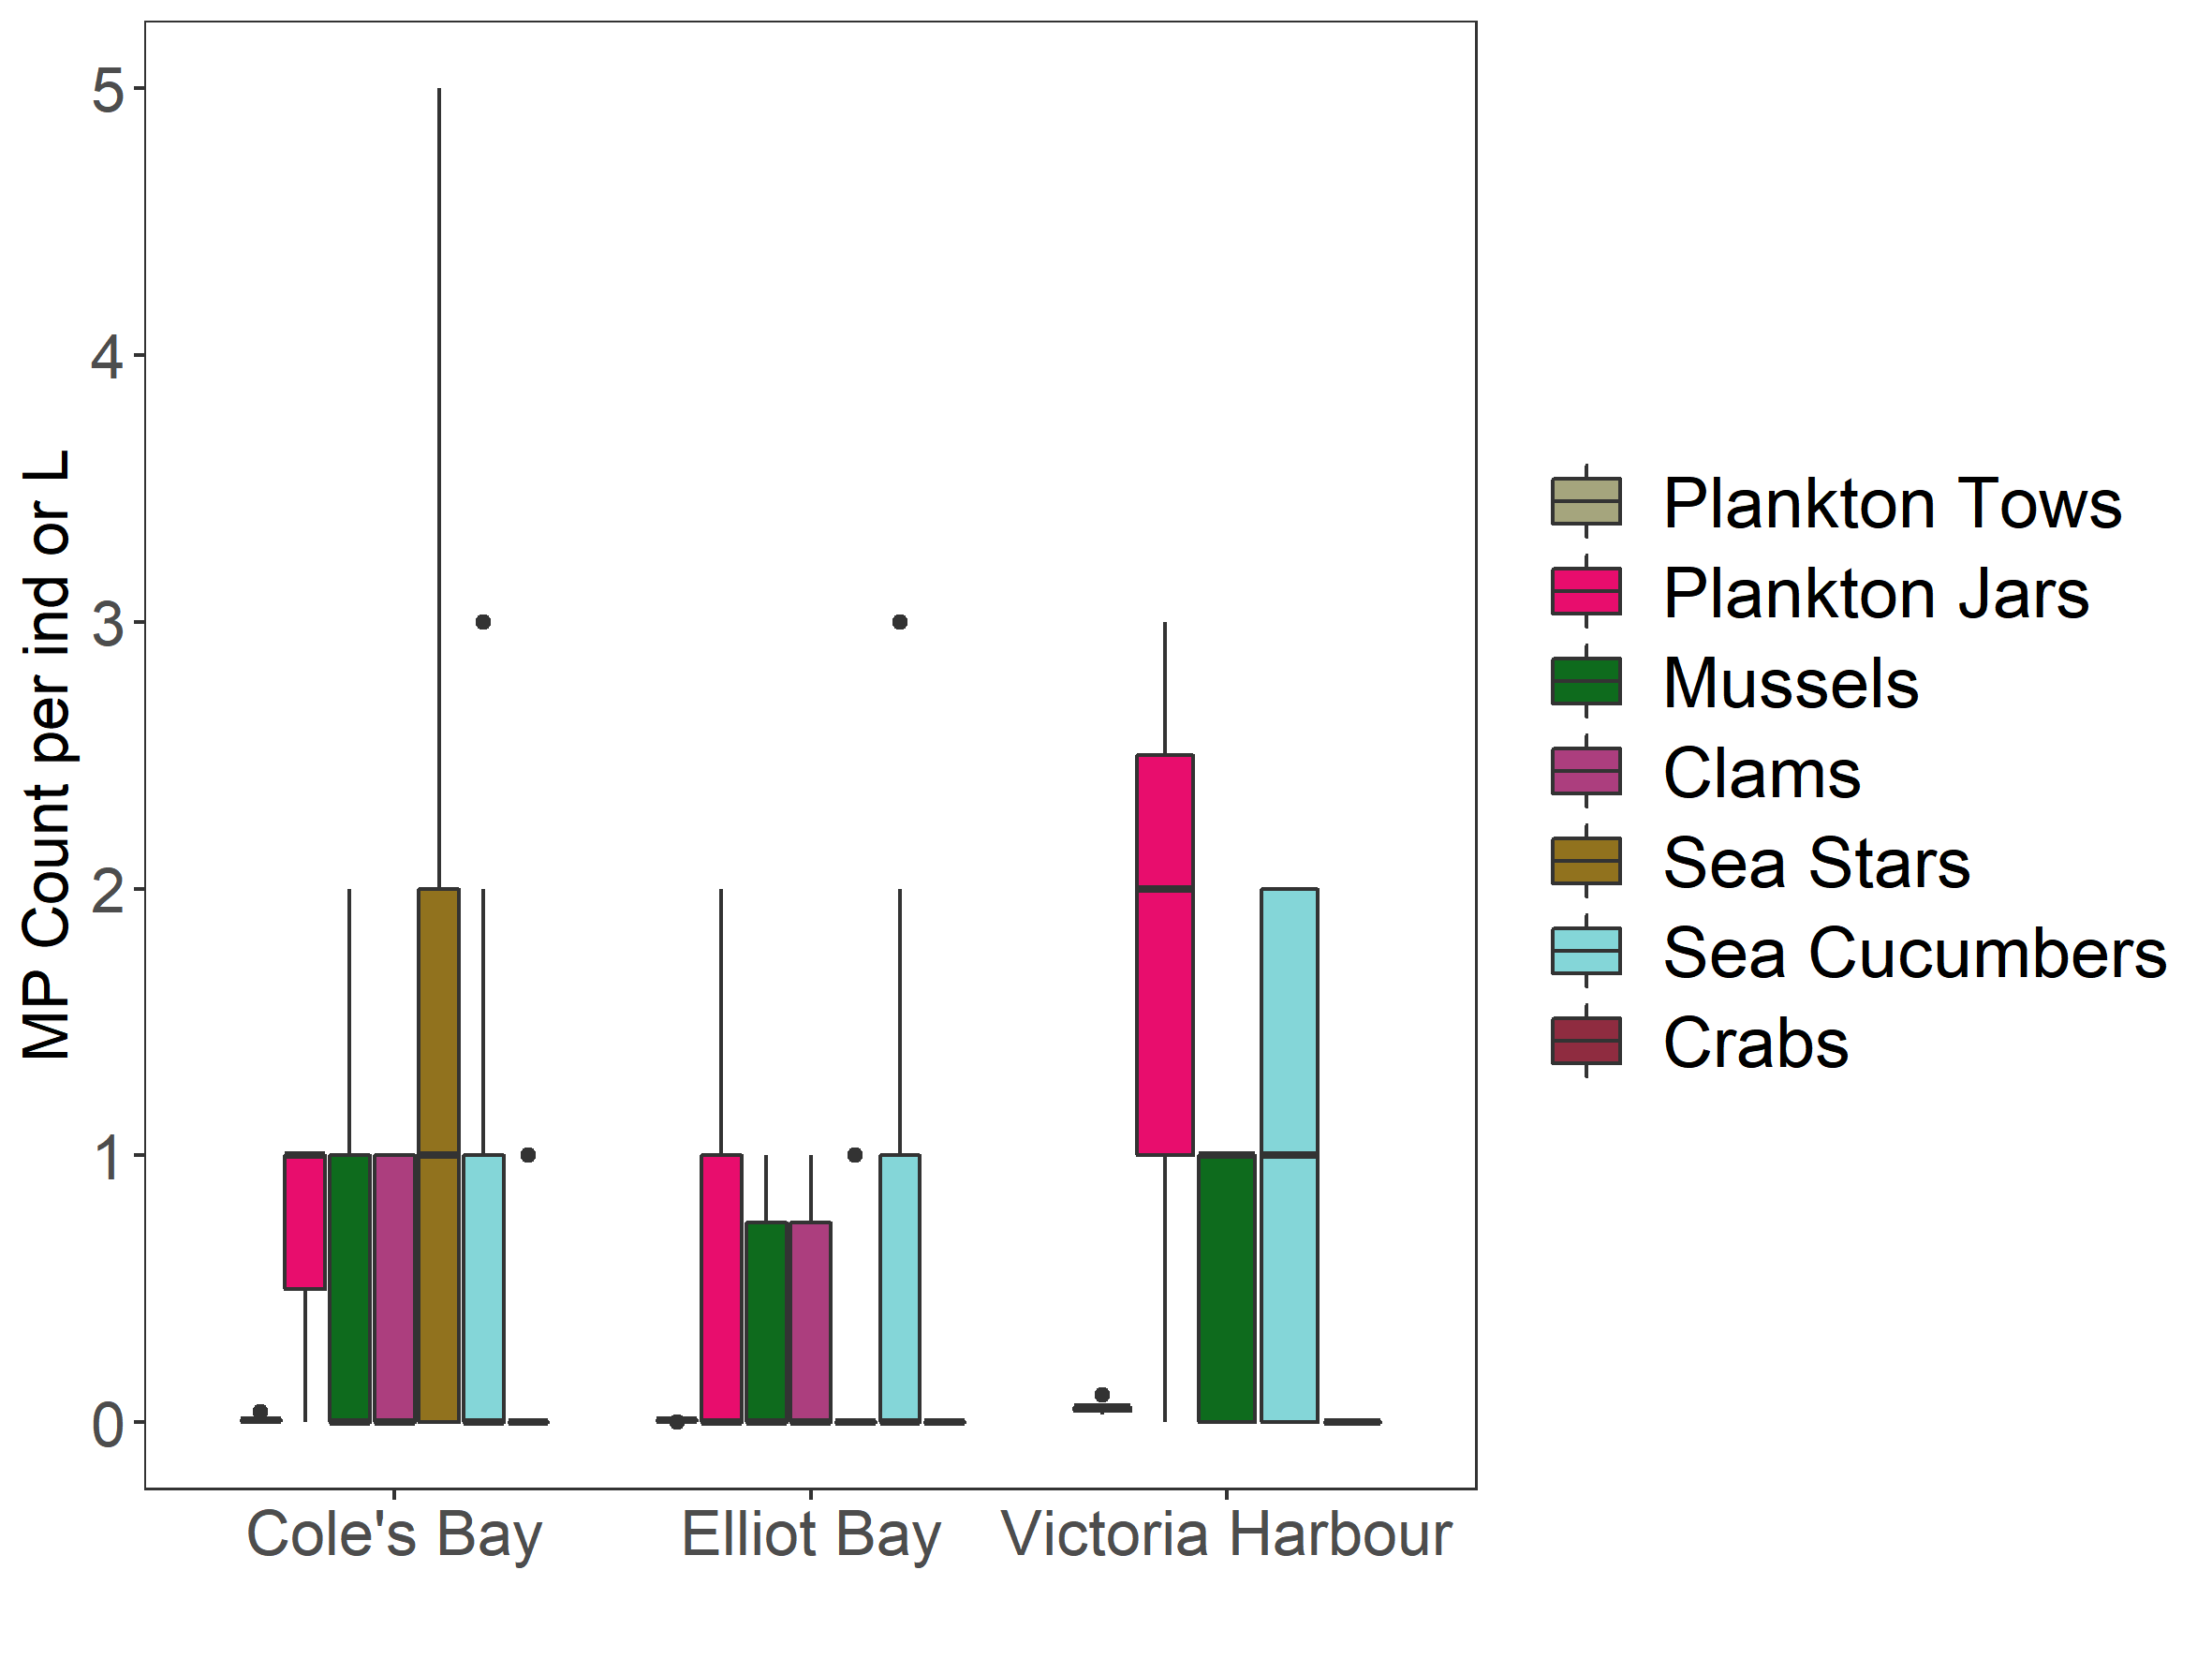 MP Count per ind or L
5
4
3
2
1
0
Cole's Bay
Elliot Bay
Victoria Harbour
Plankton Tows
Plankton Jars
Mussels
Clams
Sea Stars
Sea Cucumbers
Crabs